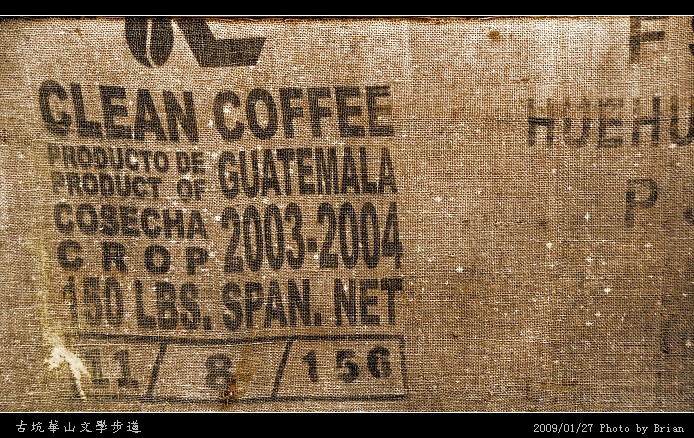 CLEAN COFFEE
PRODUCTO DE
PRODUCT OF
GUATEMALA
COSECHA
CROP
2003-2004
150 LBS. SPAN. NET
11 / 8 / 156
HUEHU
P.
古坑華山文學步道
2009/01/27 Photo by Brian